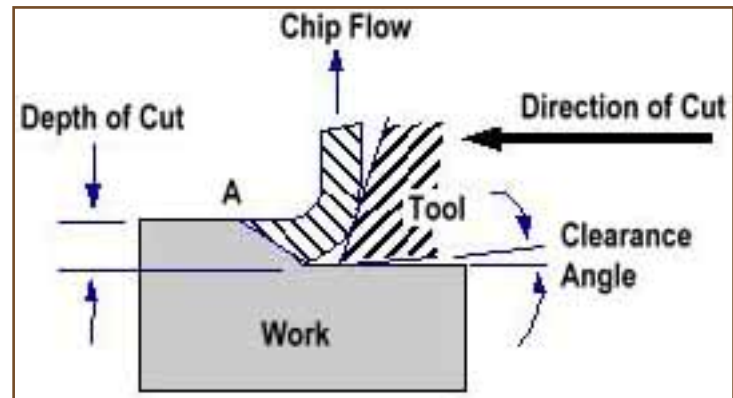 Chip Flow
Depth of Cut
Direction of Cut
A
Tool
Clearance
Angle
Work